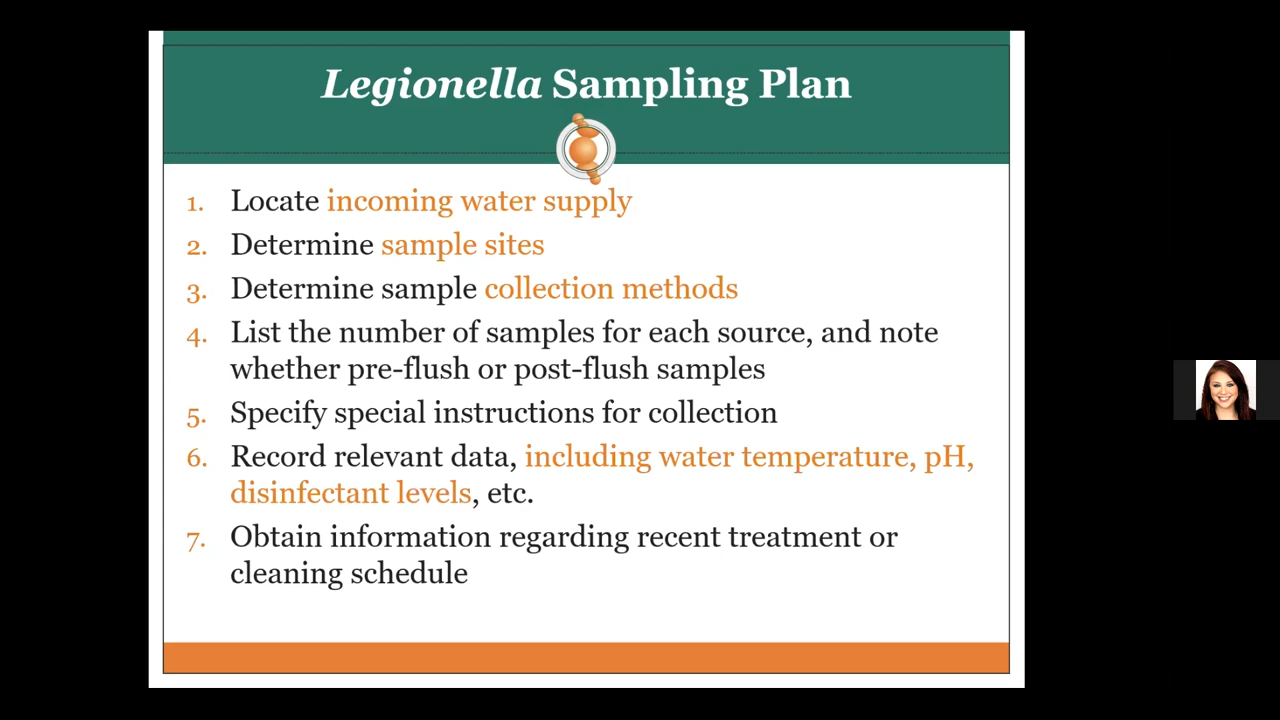 Legionella Sampling Plan
1. Locate incoming water supply
2. Determine sample sites
3. Determine sample collection methods
4. List the number of samples for each source, and note
whether pre-flush or post-flush samples
5. Specify special instructions for collection
6. Record relevant data, including water temperature, pH,
disinfectant levels, etc.
7. Obtain information regarding recent treatment or
cleaning schedule